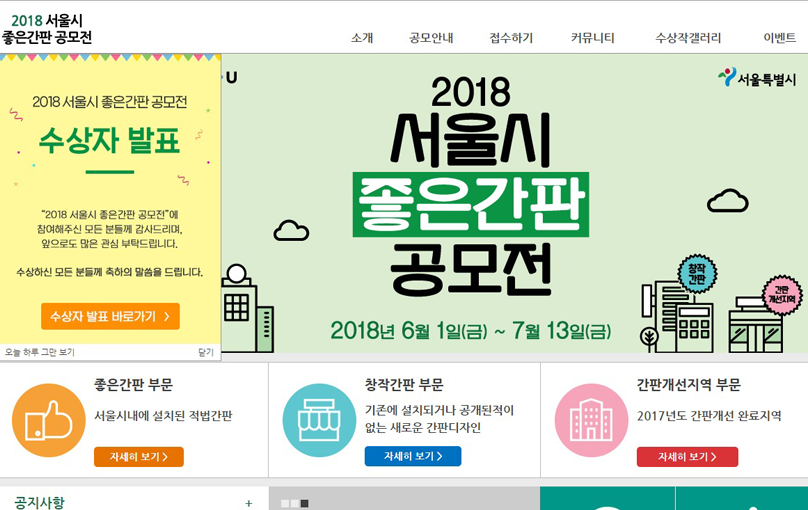 2018 서울시
좋은간판 공모전
소개 공모안내 접수하기 커뮤니티 수상작갤러리 이벤트
2018 서울시 좋은간판 공모전
수상자 발표
"2018 서울시 좋은간판 공모전"에
참여해주신 모든 분들께 감사드리며,
앞으로도 많은 관심 부탁드립니다.
수상하신 모든 분들께 축하의 말씀을 드립니다.
수상자 발표 바로가기 >
오늘 하루 그만 보기 닫기
U
서울특별시
2018
서울시
좋은간판
공모전
2018년 6월 1일(금) ~ 7월 13일(금)
창작
간판
간판
개선지역
좋은간판 부문
서울시내에 설치된 적법간판
자세히 보기 >
창작간판 부문
기존에 설치되거나 공개된적이
없는 새로운 간판디자인
자세히 보기 >
간판개선지역 부문
2017년도 간판개선 완료지역
자세히 보기 >
공지사항 +